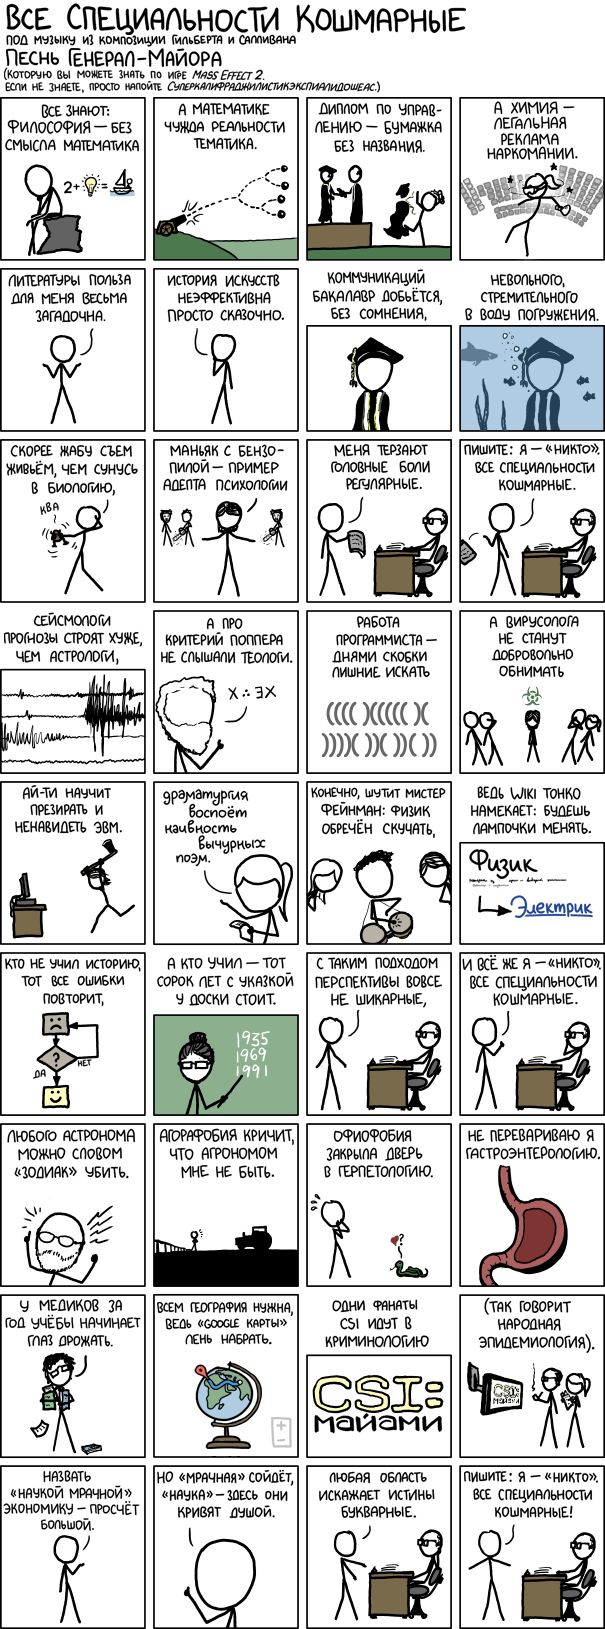 Все Специальности Кошмарные
под музыку из композиции Гильберта и Салливана
Песнь Генерал-Майора
(которую вы можете знать по игре Mass Effect 2.
Если не знаете, просто напойте Суперкалифраджилистикэкспиалидошеас.)
Все знают:
философия — без
смысла математика
2+ =
А математике
чужда реальности
тематика.
Диплом по управ-
лению — бумажка
без названия.
А химия —
легальная
реклама
наркомании.
Литературы польза
для меня весьма
загадочна.
История искусств
неэффективна
просто сказочно.
Коммуникаций
бакалавр добьётся,
без сомнения,
невольного,
стремительного
в воду погружения.
Скорее жабу съем
живьём, чем сунусь
в биологию,
ква
Маньяк с бензо-
пилой — пример
адепта психологии
Меня терзают
головные боли
регулярные.
Пишите: я — «никто».
Все специальности
кошмарные.
Сейсмологи
прогнозы строят хуже,
чем астрологи,
А про
критерий Поппера
не слышали теологи.
X ∴ ∃X
Работа
программиста —
днями скобки
лишние искать
(((( )((((( )(
))))( ))( ))( ))
А вирусолога
не станут
добровольно
обнимать
Ай-ти научит
презирать и
ненавидеть ЭВМ.
Драматургия
воспоёт
наивность
вычурных
поэм.
Конечно, шутит мистер
Фейнман: физик
обречён скучать,
Ведь Wiki тонко
намекает: будешь
лампочки менять.
Физик
Электрик
Кто не учил историю,
тот все ошибки
повторит,
?
Да
Нет
А кто учил — тот
сорок лет с указкой
у доски стоит.
1935
1969
1991
С таким подходом
перспективы вовсе
не шикарные,
И всё же я — «никто».
Все специальности
кошмарные.
Любого астронома
можно словом
«зодиак» убить.
Агорафобия кричит,
что агрономом
мне не быть.
Офиофобия
закрыла дверь
в герпетологию.
?
Не перевариваю я
гастроэнтерологию.
У медиков за
год учёбы начинает
глаз дрожать.
Всем география нужна,
ведь «Google карты»
лень набрать.
+
−
Одни фанаты
CSI идут в
криминологию
CSI:
Майами
(Так говорит
народная
эпидемиология).
CSI:
Майами
Назвать
«наукой мрачной»
экономику — просчёт
большой.
Но «мрачная» сойдёт,
«наука» — здесь они
кривят душой.
Любая область
искажает истины
букварные.
Пишите: я — «никто».
Все специальности
кошмарные!